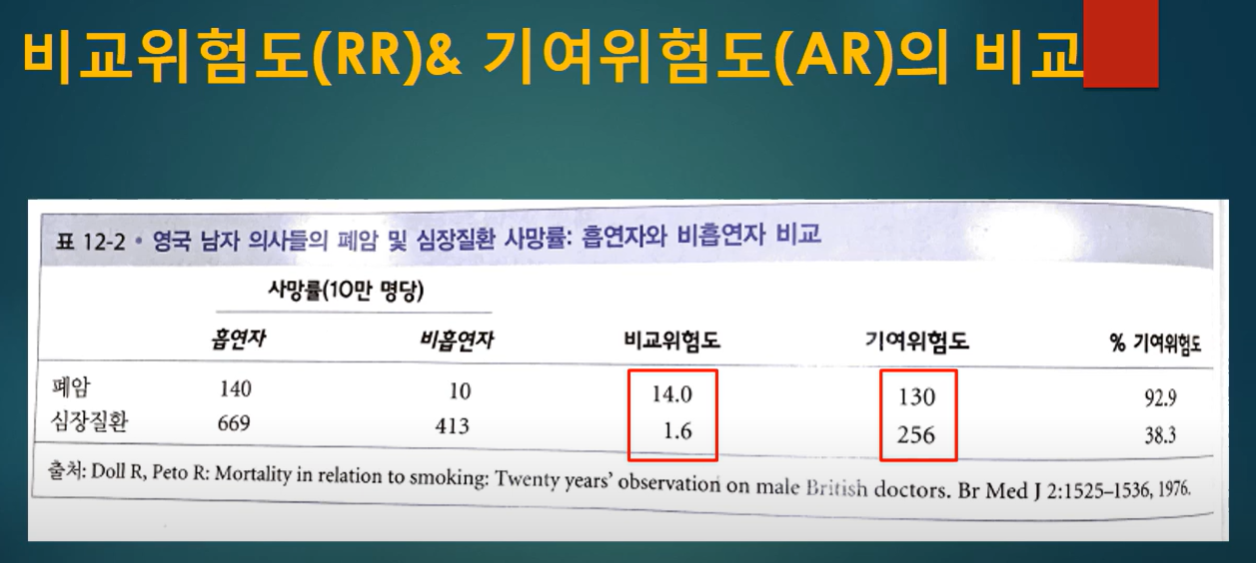 비교위험도(RR)& 기여위험도(AR)의 비교
표 12-2 • 영국 남자 의사들의 폐암 및 심장질환 사망률: 흡연자와 비흡연자 비교
사망률(10만 명당)
흡연자 비흡연자 비교위험도 기여위험도 % 기여위험도
폐암 140 10 14.0 130 92.9
심장질환 669 413 1.6 256 38.3
출처: Doll R, Peto R: Mortality in relation to smoking: Twenty years' observation on male British doctors. Br Med J 2:1525–1536, 1976.